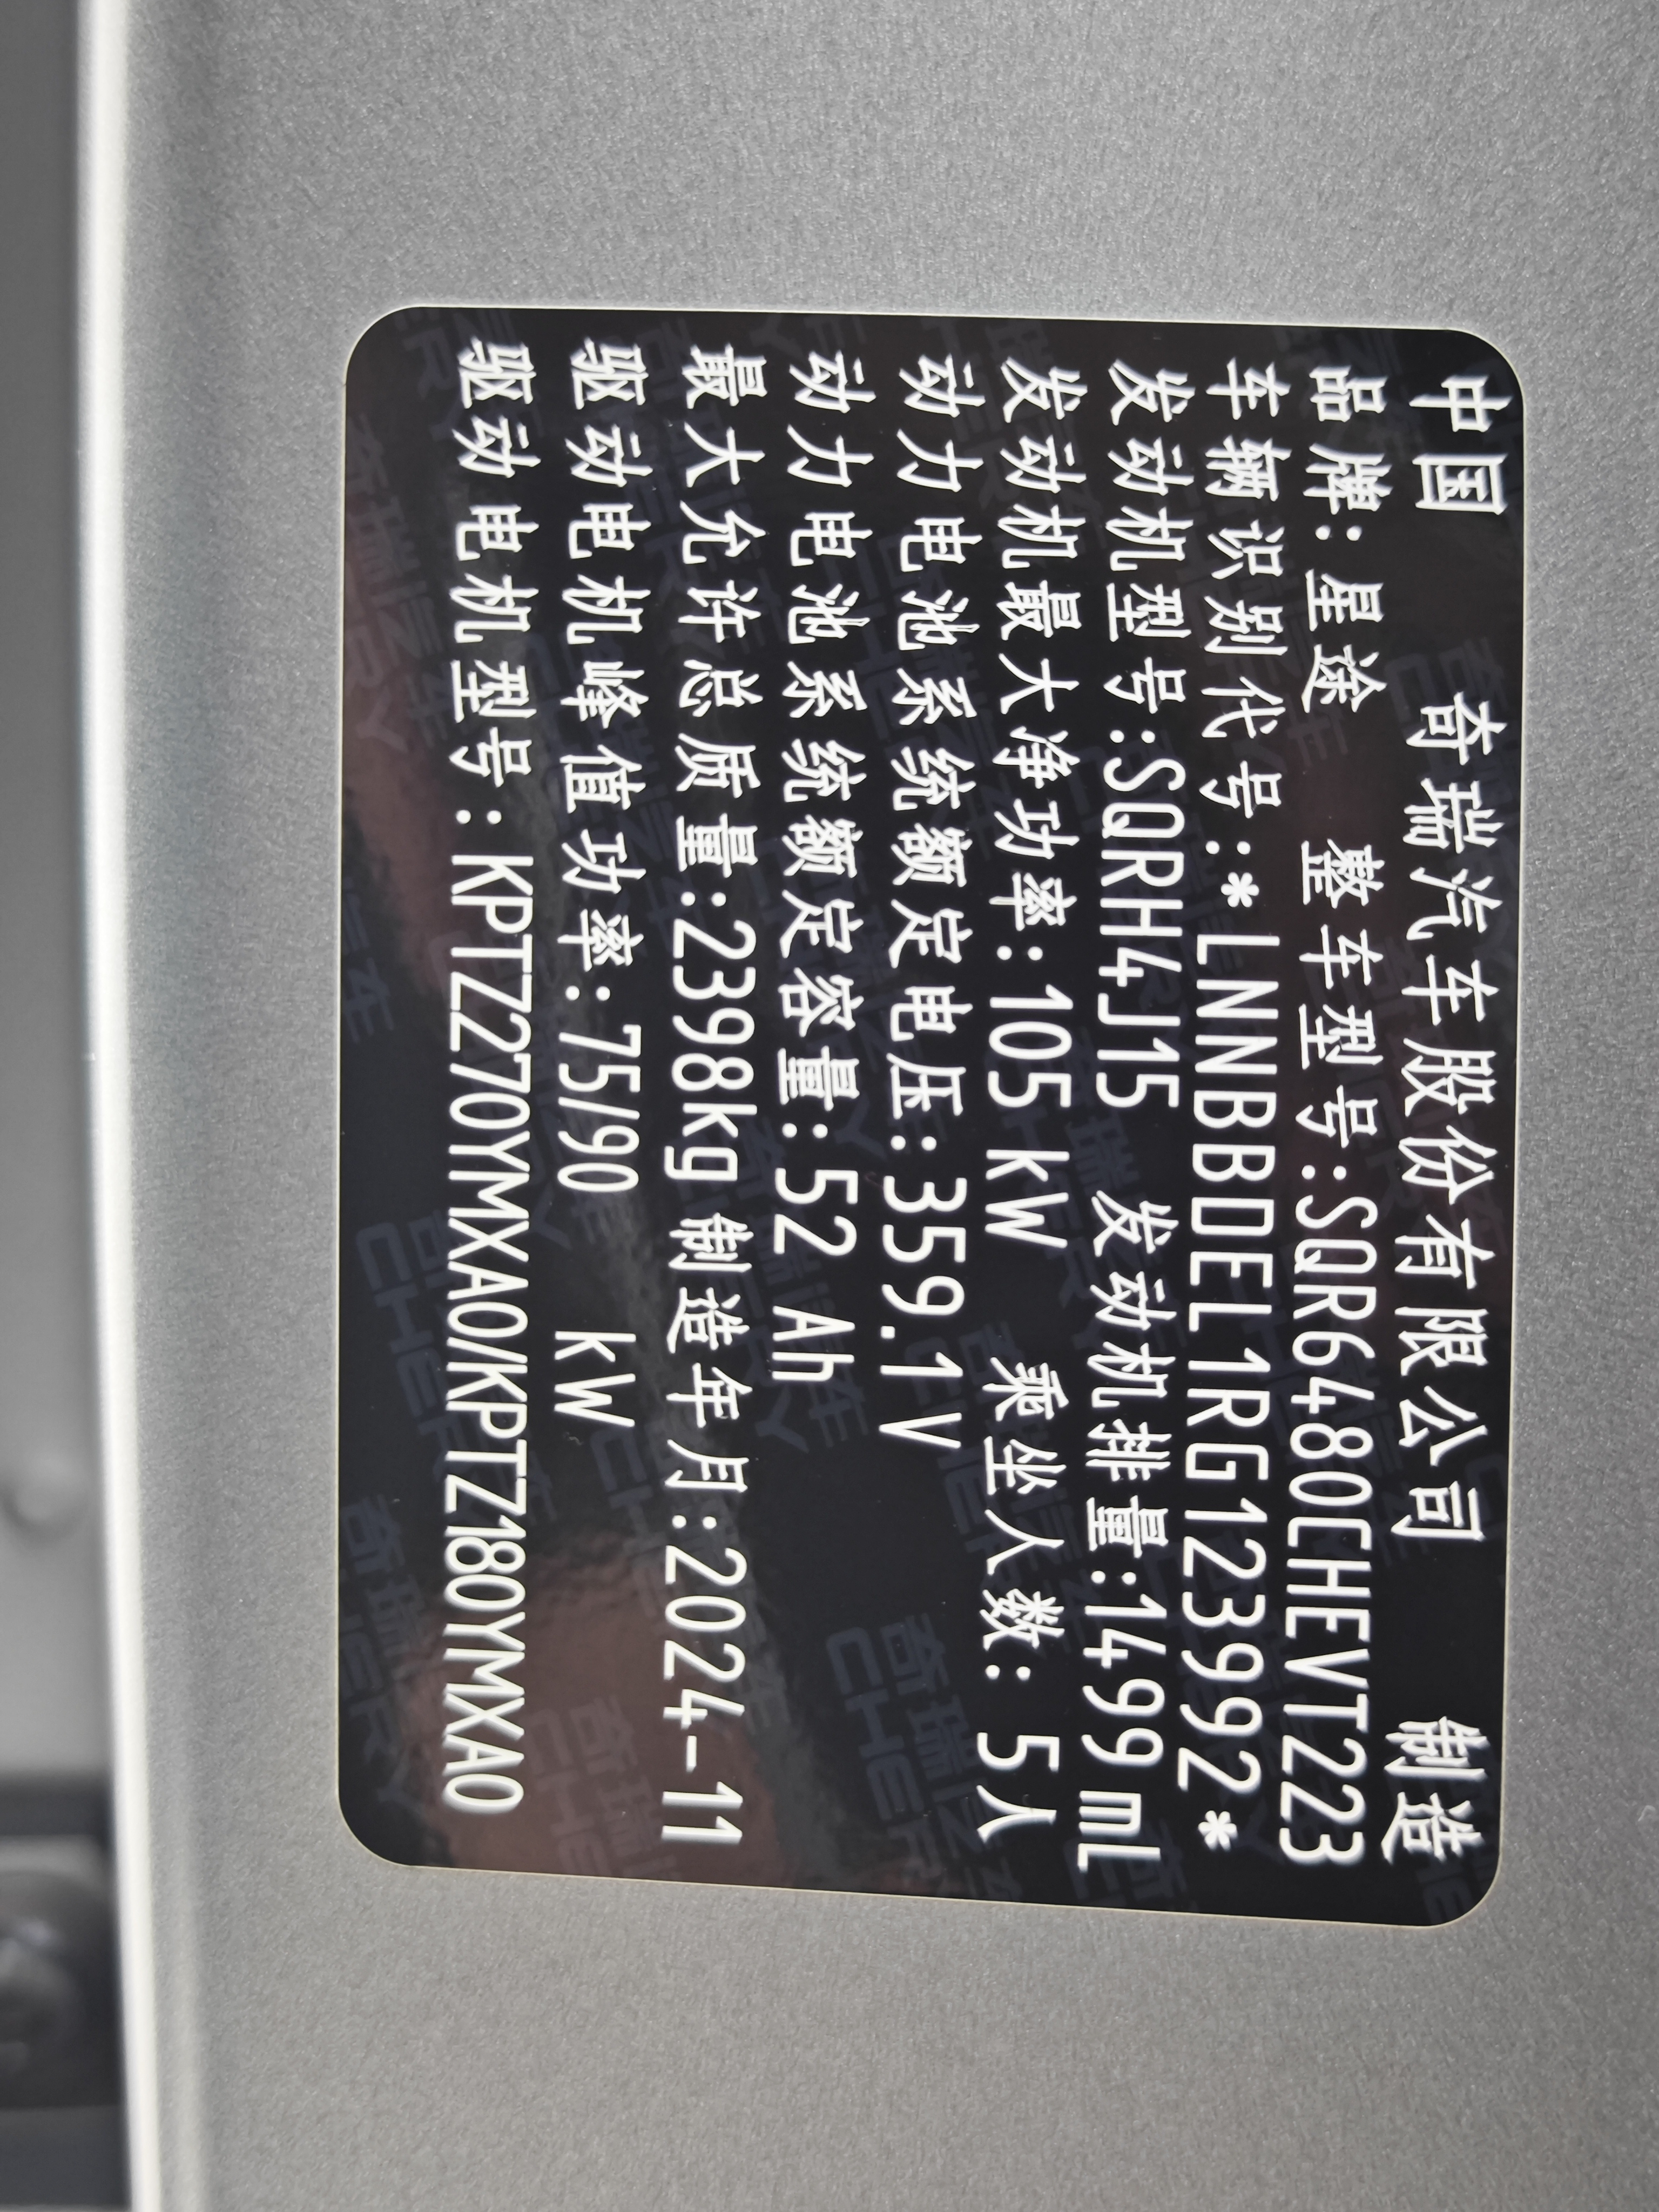 中国 奇瑞汽车股份有限公司 制造
品牌:星途 整车型号:SQR6480CHEVT223
车辆识别代号:*LNNBBDEL1RG123992*
发动机型号:SQRH4J15 发动机排量:1499 mL
发动机最大净功率:105 kW 乘坐人数:5人
动力电池系统额定电压:359.1 V
动力电池系统额定容量:52 Ah
最大允许总质量:2398kg 制造年月:2024-11
驱动电机峰值功率:75/90 kW
驱动电机型号:KPTZ270YMXA0/KPTZ180YMXA0